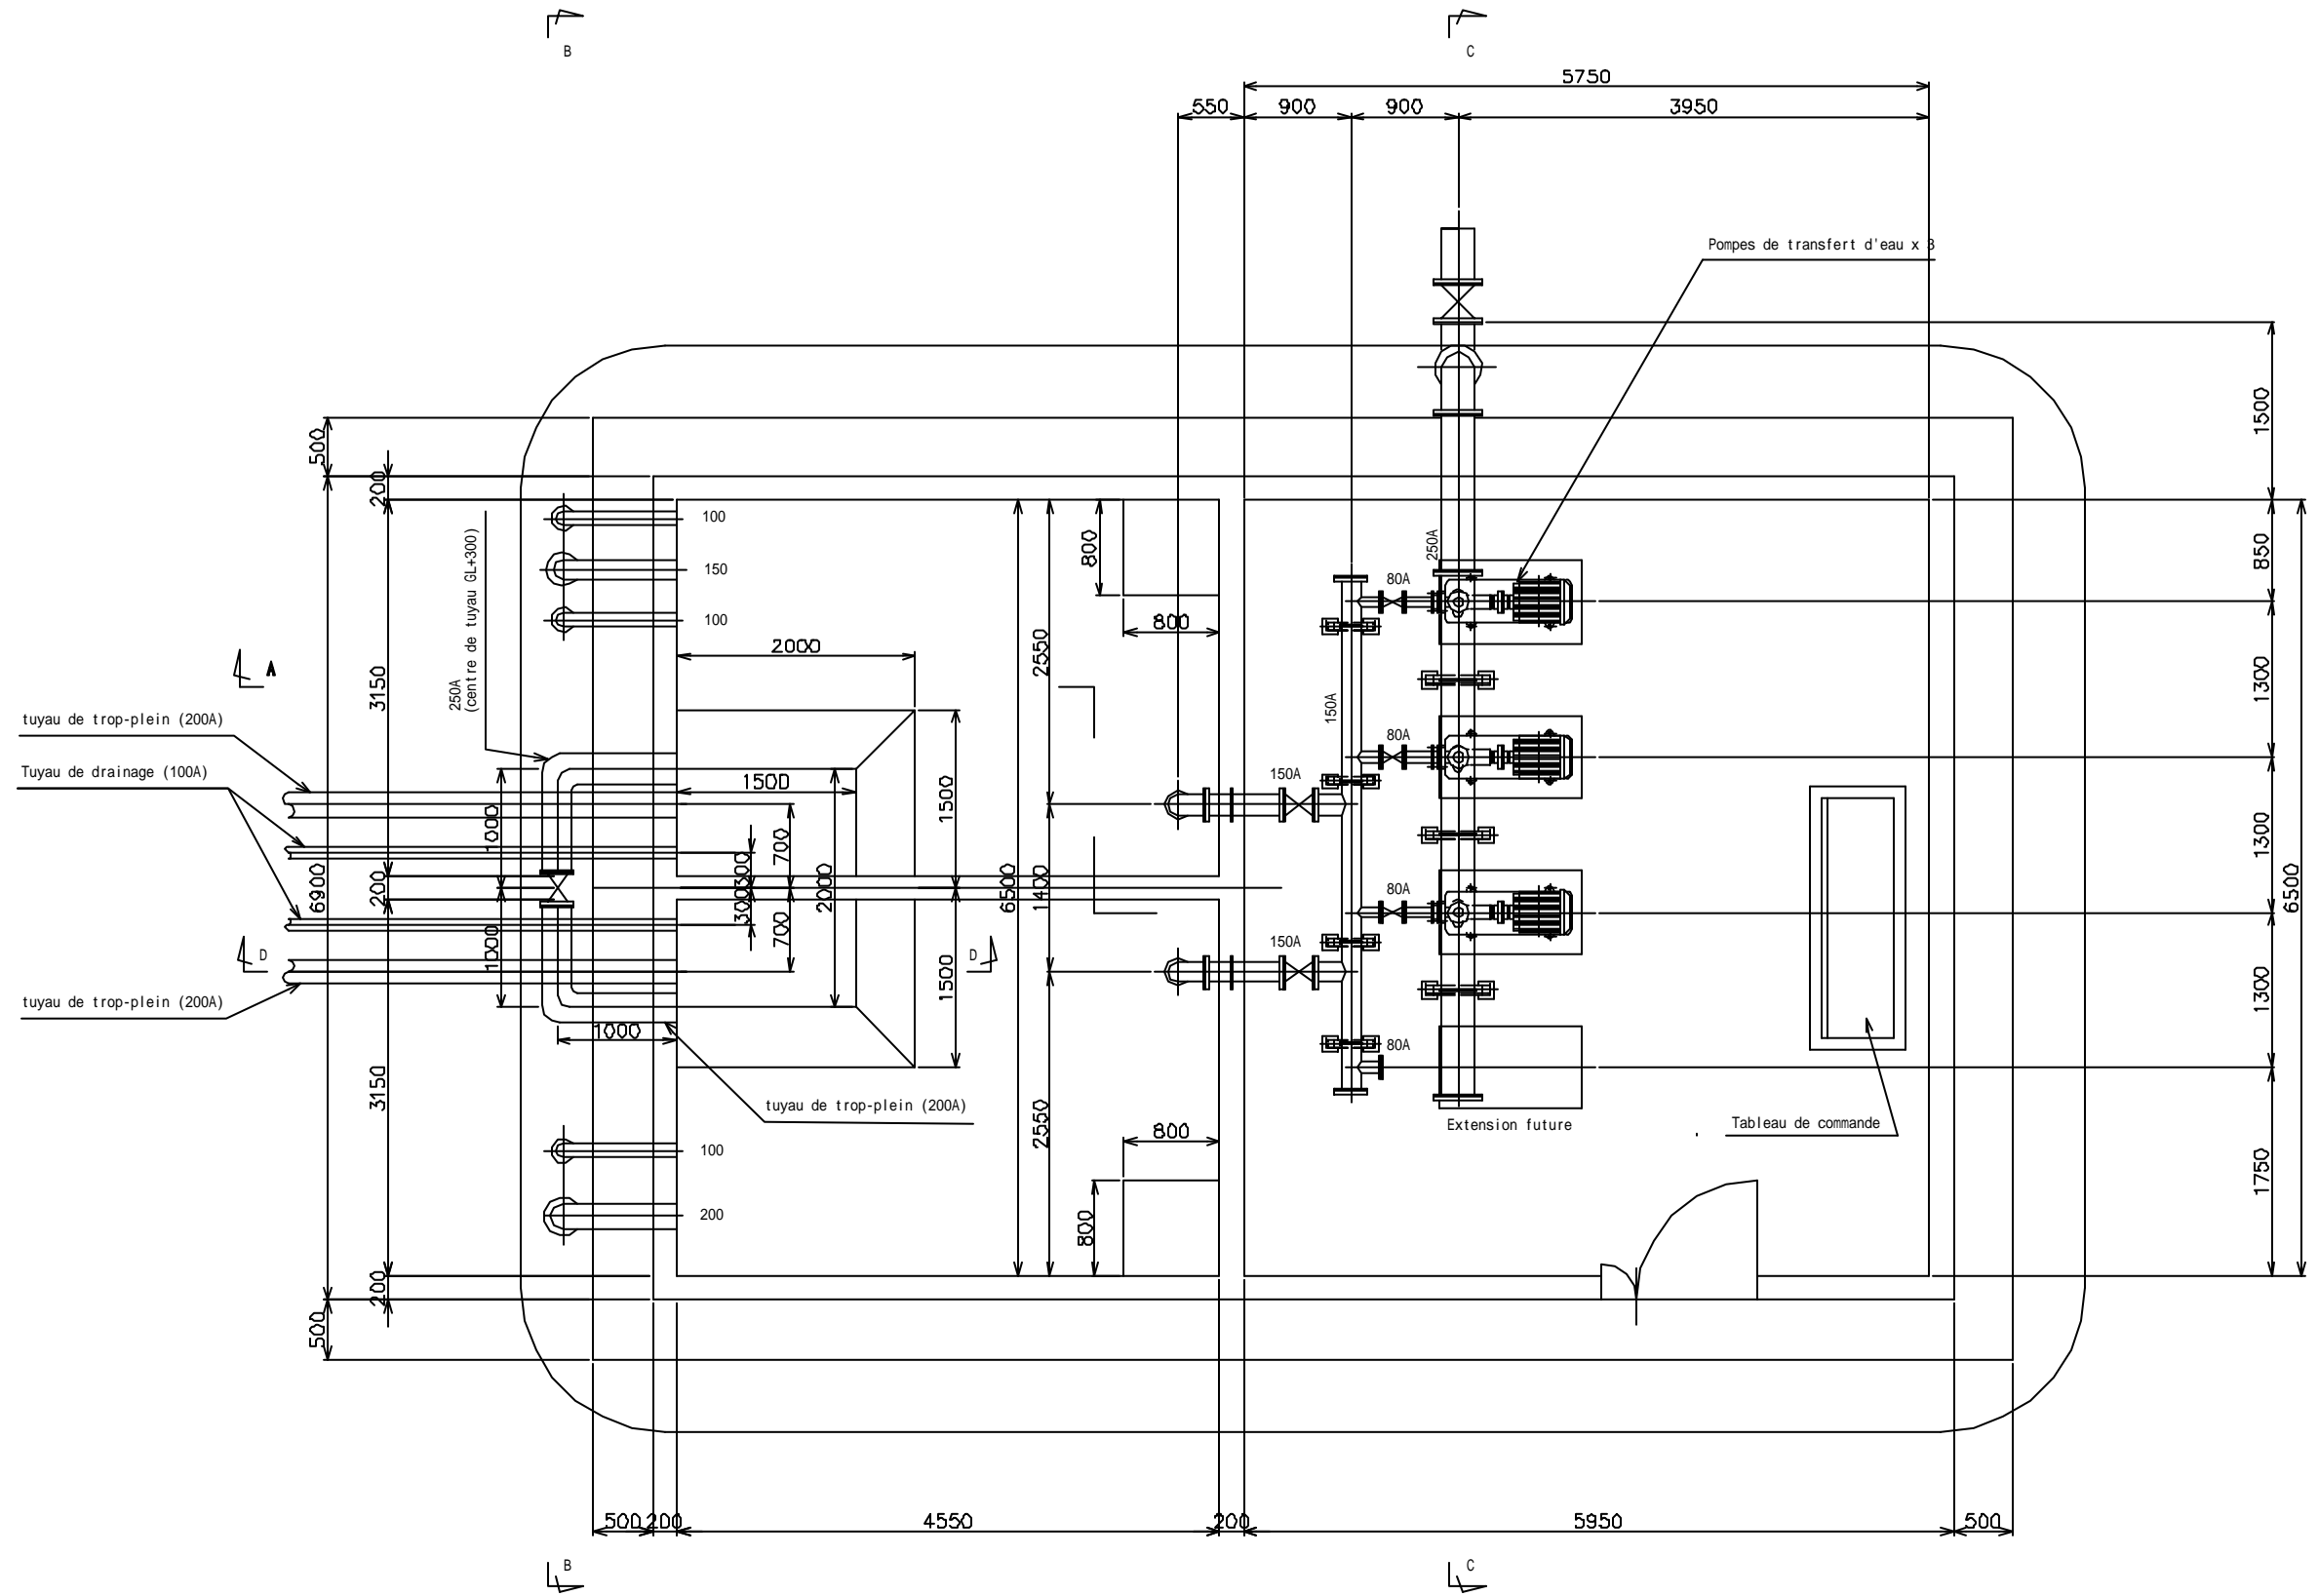 B
C
5750
550
900
900
3950
Pompes de transfert d'eau x 3
1500
500
200
100
150
100
250A
(centre de tuyau GL+300)
800
800
250A
80A
850
2000
2550
3150
A
1300
150A
tuyau de trop-plein (200A)
Tuyau de drainage (100A)
1500
1500
80A
150A
1000
700
300
2000
6500
1400
1300
6900
200
300
700
80A
6500
150A
D
D
1000
1500
1300
tuyau de trop-plein (200A)
1000
80A
3150
tuyau de trop-plein (200A)
2550
800
Extension future
Tableau de commande
100
800
200
1750
200
500
500
200
4550
200
5950
500
B
C